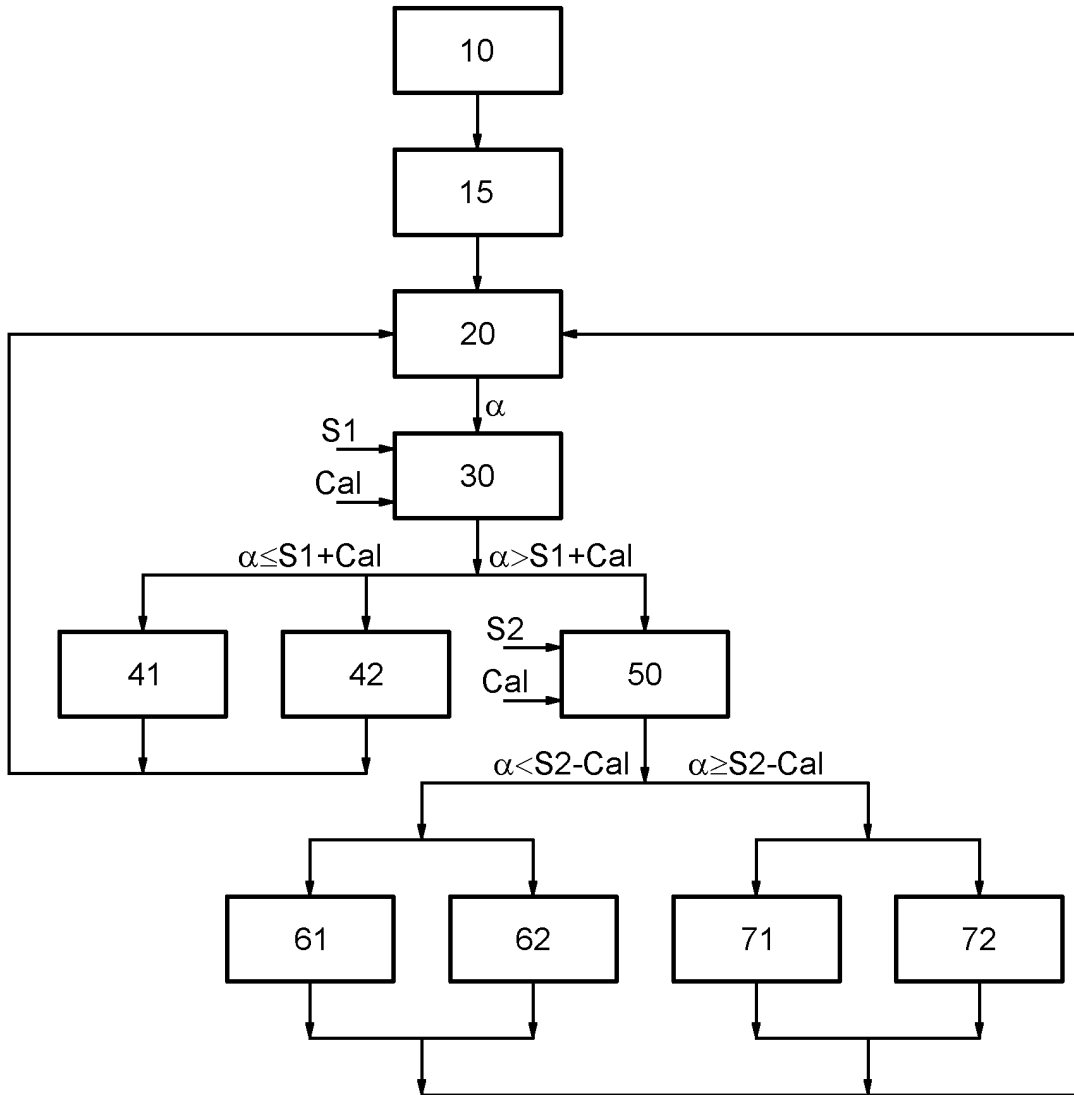 10
15
20
α
S1
30
Cal
α≤S1+Cal α>S1+Cal
S2
41 42 50
Cal
α<S2-Cal α≥S2-Cal
61 62 71 72